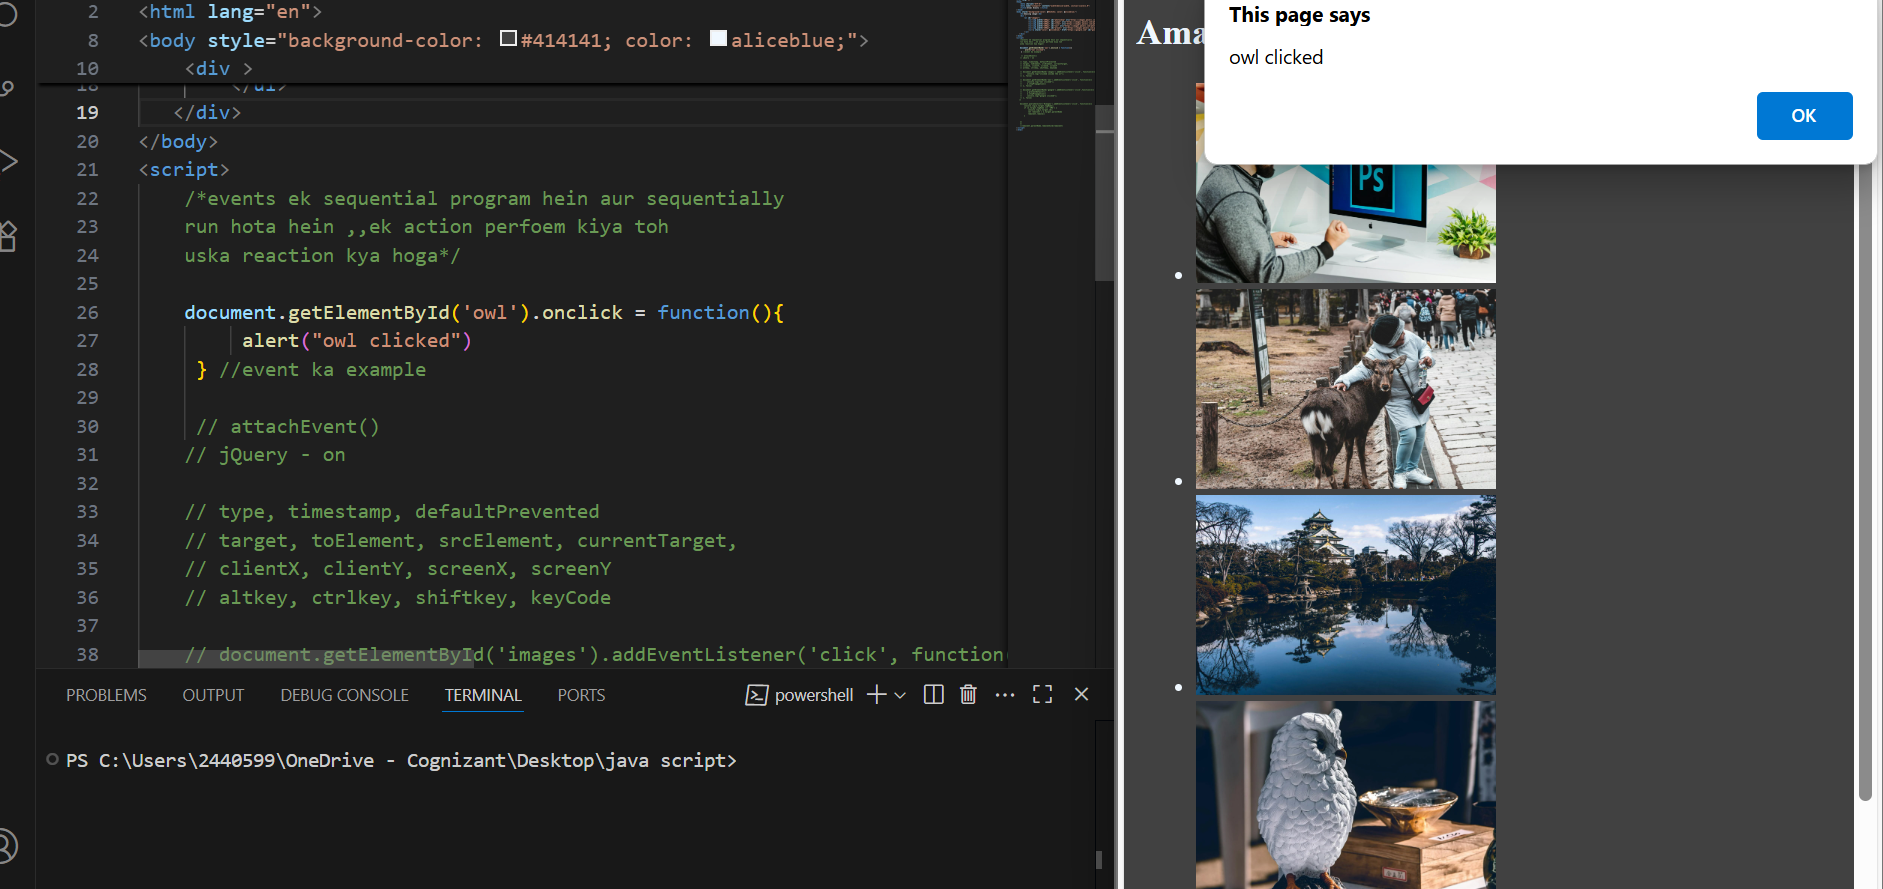 2 <html lang="en">
8 <body style="background-color: #414141; color: aliceblue;">
10 <div >
18 </ul>
19 </div>
20 </body>
21 <script>
22 /*events ek sequential program hein aur sequentially
23 run hota hein ,,ek action perfoem kiya toh
24 uska reaction kya hoga*/
25
26 document.getElementById('owl').onclick = function(){
27 alert("owl clicked")
28 } //event ka example
29
30 // attachEvent()
31 // jQuery - on
32
33 // type, timestamp, defaultPrevented
34 // target, toElement, srcElement, currentTarget,
35 // clientX, clientY, screenX, screenY
36 // altkey, ctrlkey, shiftkey, keyCode
37
38 // document.getElementById('images').addEventListener('click', function
PROBLEMS OUTPUT DEBUG CONSOLE TERMINAL PORTS powershell
PS C:\Users\2440599\OneDrive - Cognizant\Desktop\java script>
Ama
This page says
owl clicked
OK
Ps